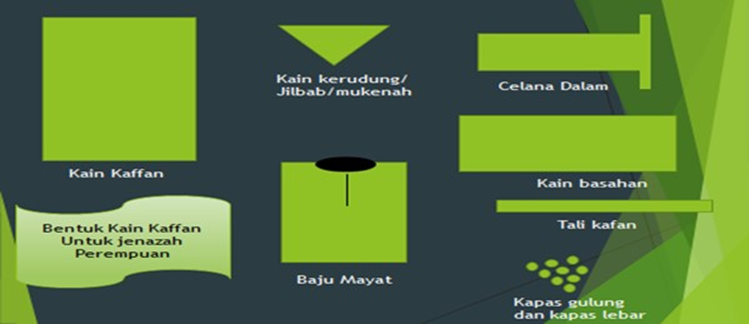 Kain Kaffan
Bentuk Kain Kaffan
Untuk jenazah
Perempuan
Kain kerudung/
Jilbab/mukenah
Baju Mayat
Celana Dalam
Kain basahan
Tali kafan
Kapas gulung
dan kapas lebar